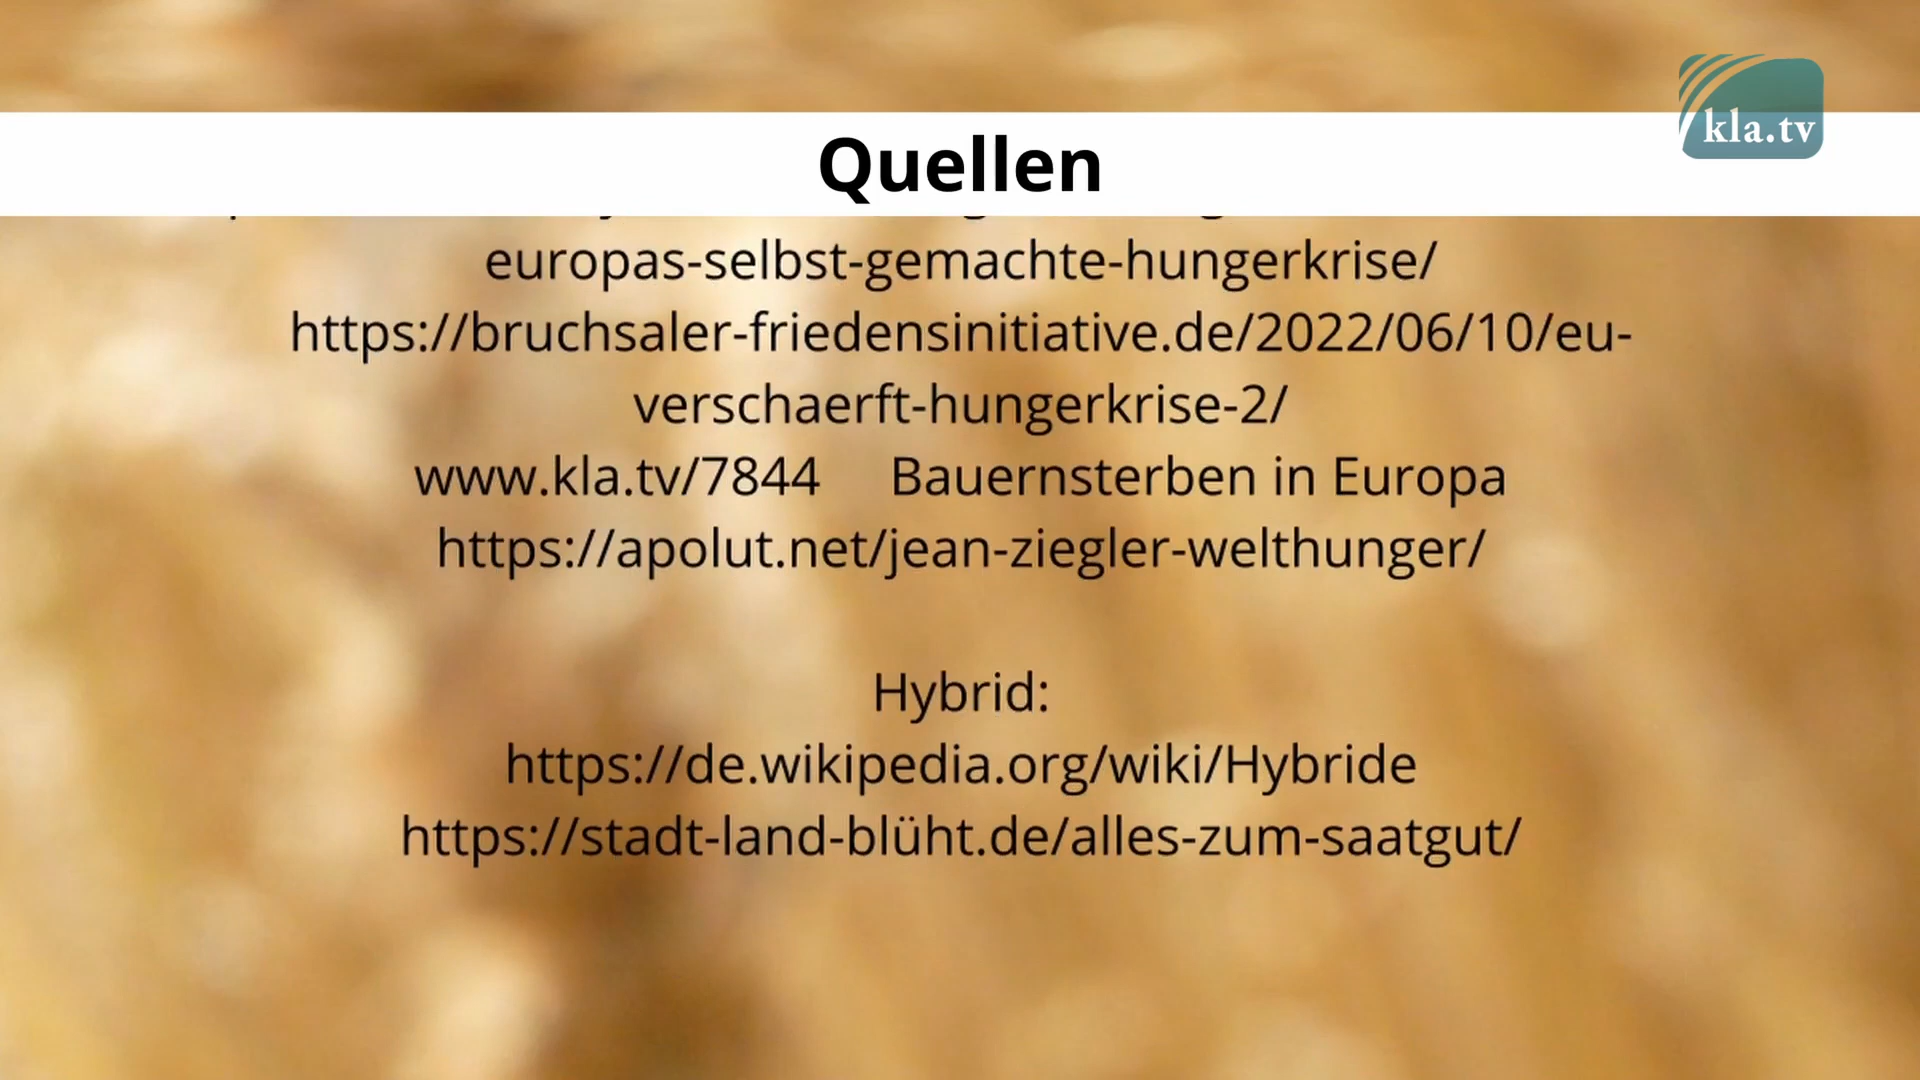 kla.tv
Quellen
europas-selbst-gemachte-hungerkrise/
https://bruchsaler-friedensinitiative.de/2022/06/10/eu-
verschaerft-hungerkrise-2/
www.kla.tv/7844 Bauernsterben in Europa
https://apolut.net/jean-ziegler-welthunger/
Hybrid:
https://de.wikipedia.org/wiki/Hybride
https://stadt-land-blüht.de/alles-zum-saatgut/